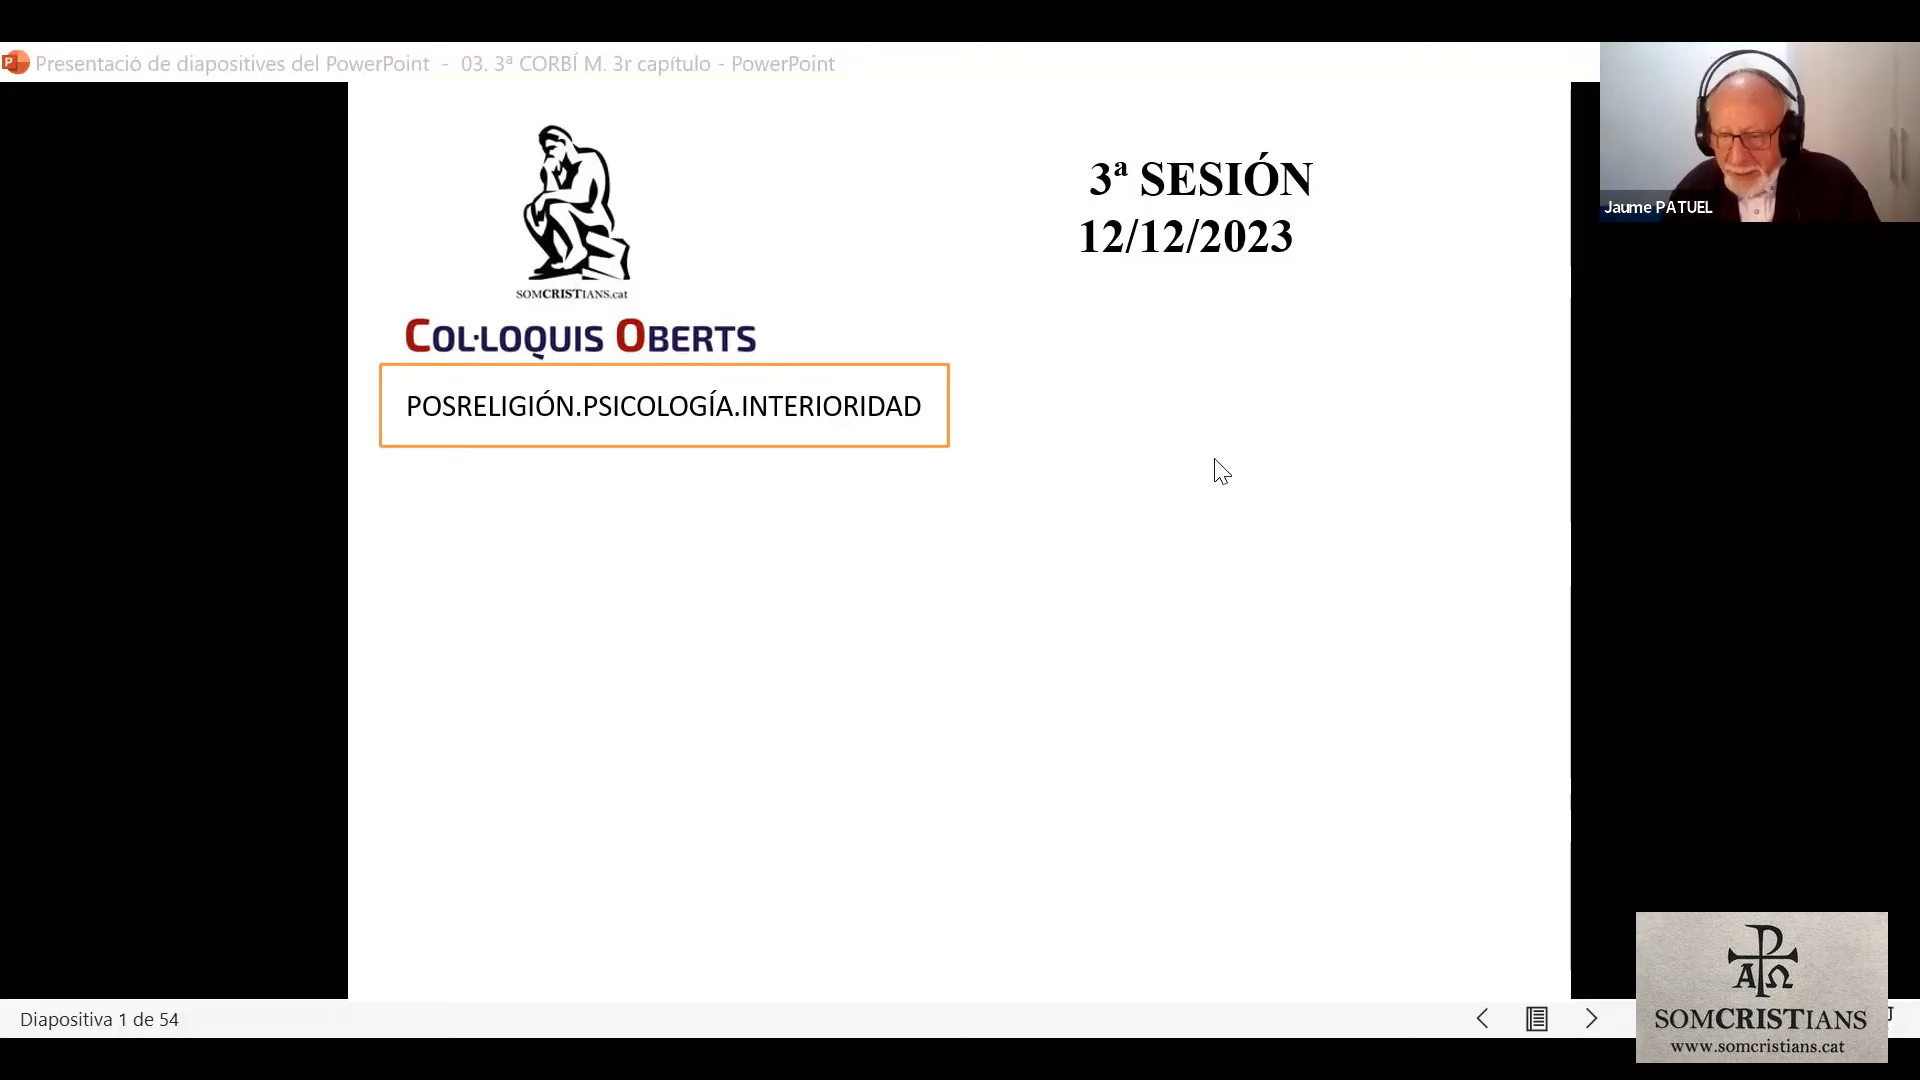 Presentació de diapositives del PowerPoint - 03. 3ª CORBÍ M. 3r capítulo - PowerPoint
Jaume PATUEL
3ª SESIÓN
12/12/2023
SOMCRISTIANS.cat
COL·LOQUIS OBERTS
POSRELIGIÓN.PSICOLOGÍA.INTERIORIDAD
Diapositiva 1 de 54
SOMCRISTIANS
www.somcristians.cat